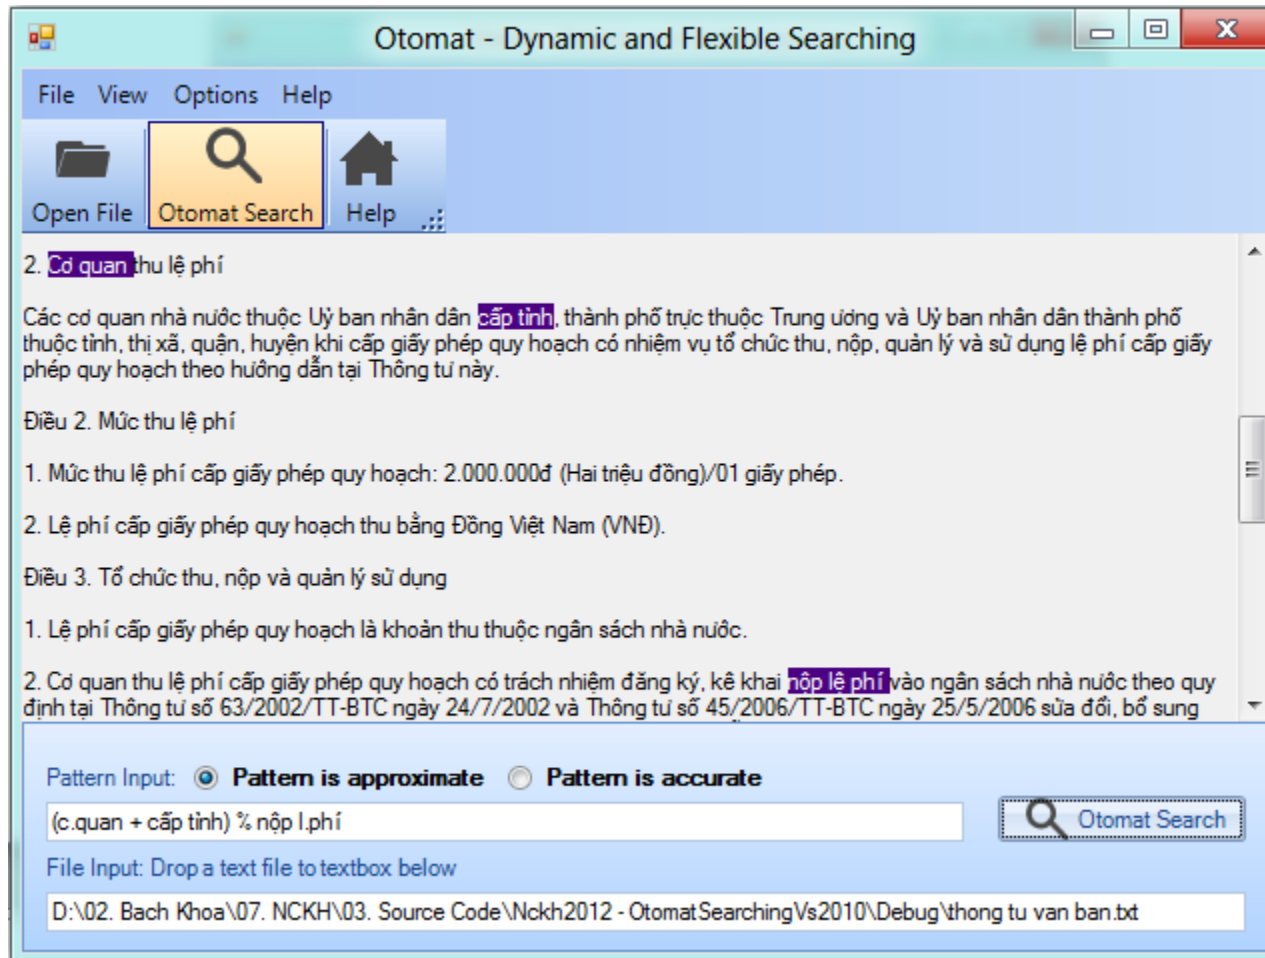 Otomat - Dynamic and Flexible Searching
File View Options Help
Open File Otomat Search Help
2. Cơ quan thu lệ phí
Các cơ quan nhà nước thuộc Uỷ ban nhân dân cấp tỉnh, thành phố trực thuộc Trung ương và Uỷ ban nhân dân thành phố
thuộc tỉnh, thị xã, quận, huyện khi cấp giấy phép quy hoạch có nhiệm vụ tổ chức thu, nộp, quản lý và sử dụng lệ phí cấp giấy
phép quy hoạch theo hướng dẫn tại Thông tư này.
Điều 2. Mức thu lệ phí
1. Mức thu lệ phí cấp giấy phép quy hoạch: 2.000.000đ (Hai triệu đồng)/01 giấy phép.
2. Lệ phí cấp giấy phép quy hoạch thu bằng Đồng Việt Nam (VNĐ).
Điều 3. Tổ chức thu, nộp và quản lý sử dụng
1. Lệ phí cấp giấy phép quy hoạch là khoản thu thuộc ngân sách nhà nước.
2. Cơ quan thu lệ phí cấp giấy phép quy hoạch có trách nhiệm đăng ký, kê khai nộp lệ phí vào ngân sách nhà nước theo quy
định tại Thông tư số 63/2002/TT-BTC ngày 24/7/2002 và Thông tư số 45/2006/TT-BTC ngày 25/5/2006 sửa đổi, bổ sung
Pattern Input: Pattern is approximate Pattern is accurate
(c.quan + cấp tỉnh) % nộp l.phí
Otomat Search
File Input: Drop a text file to textbox below
D:\02. Bach Khoa\07. NCKH\03. Source Code\Nckh2012 - OtomatSearchingVs2010\Debug\thong tu van ban.txt